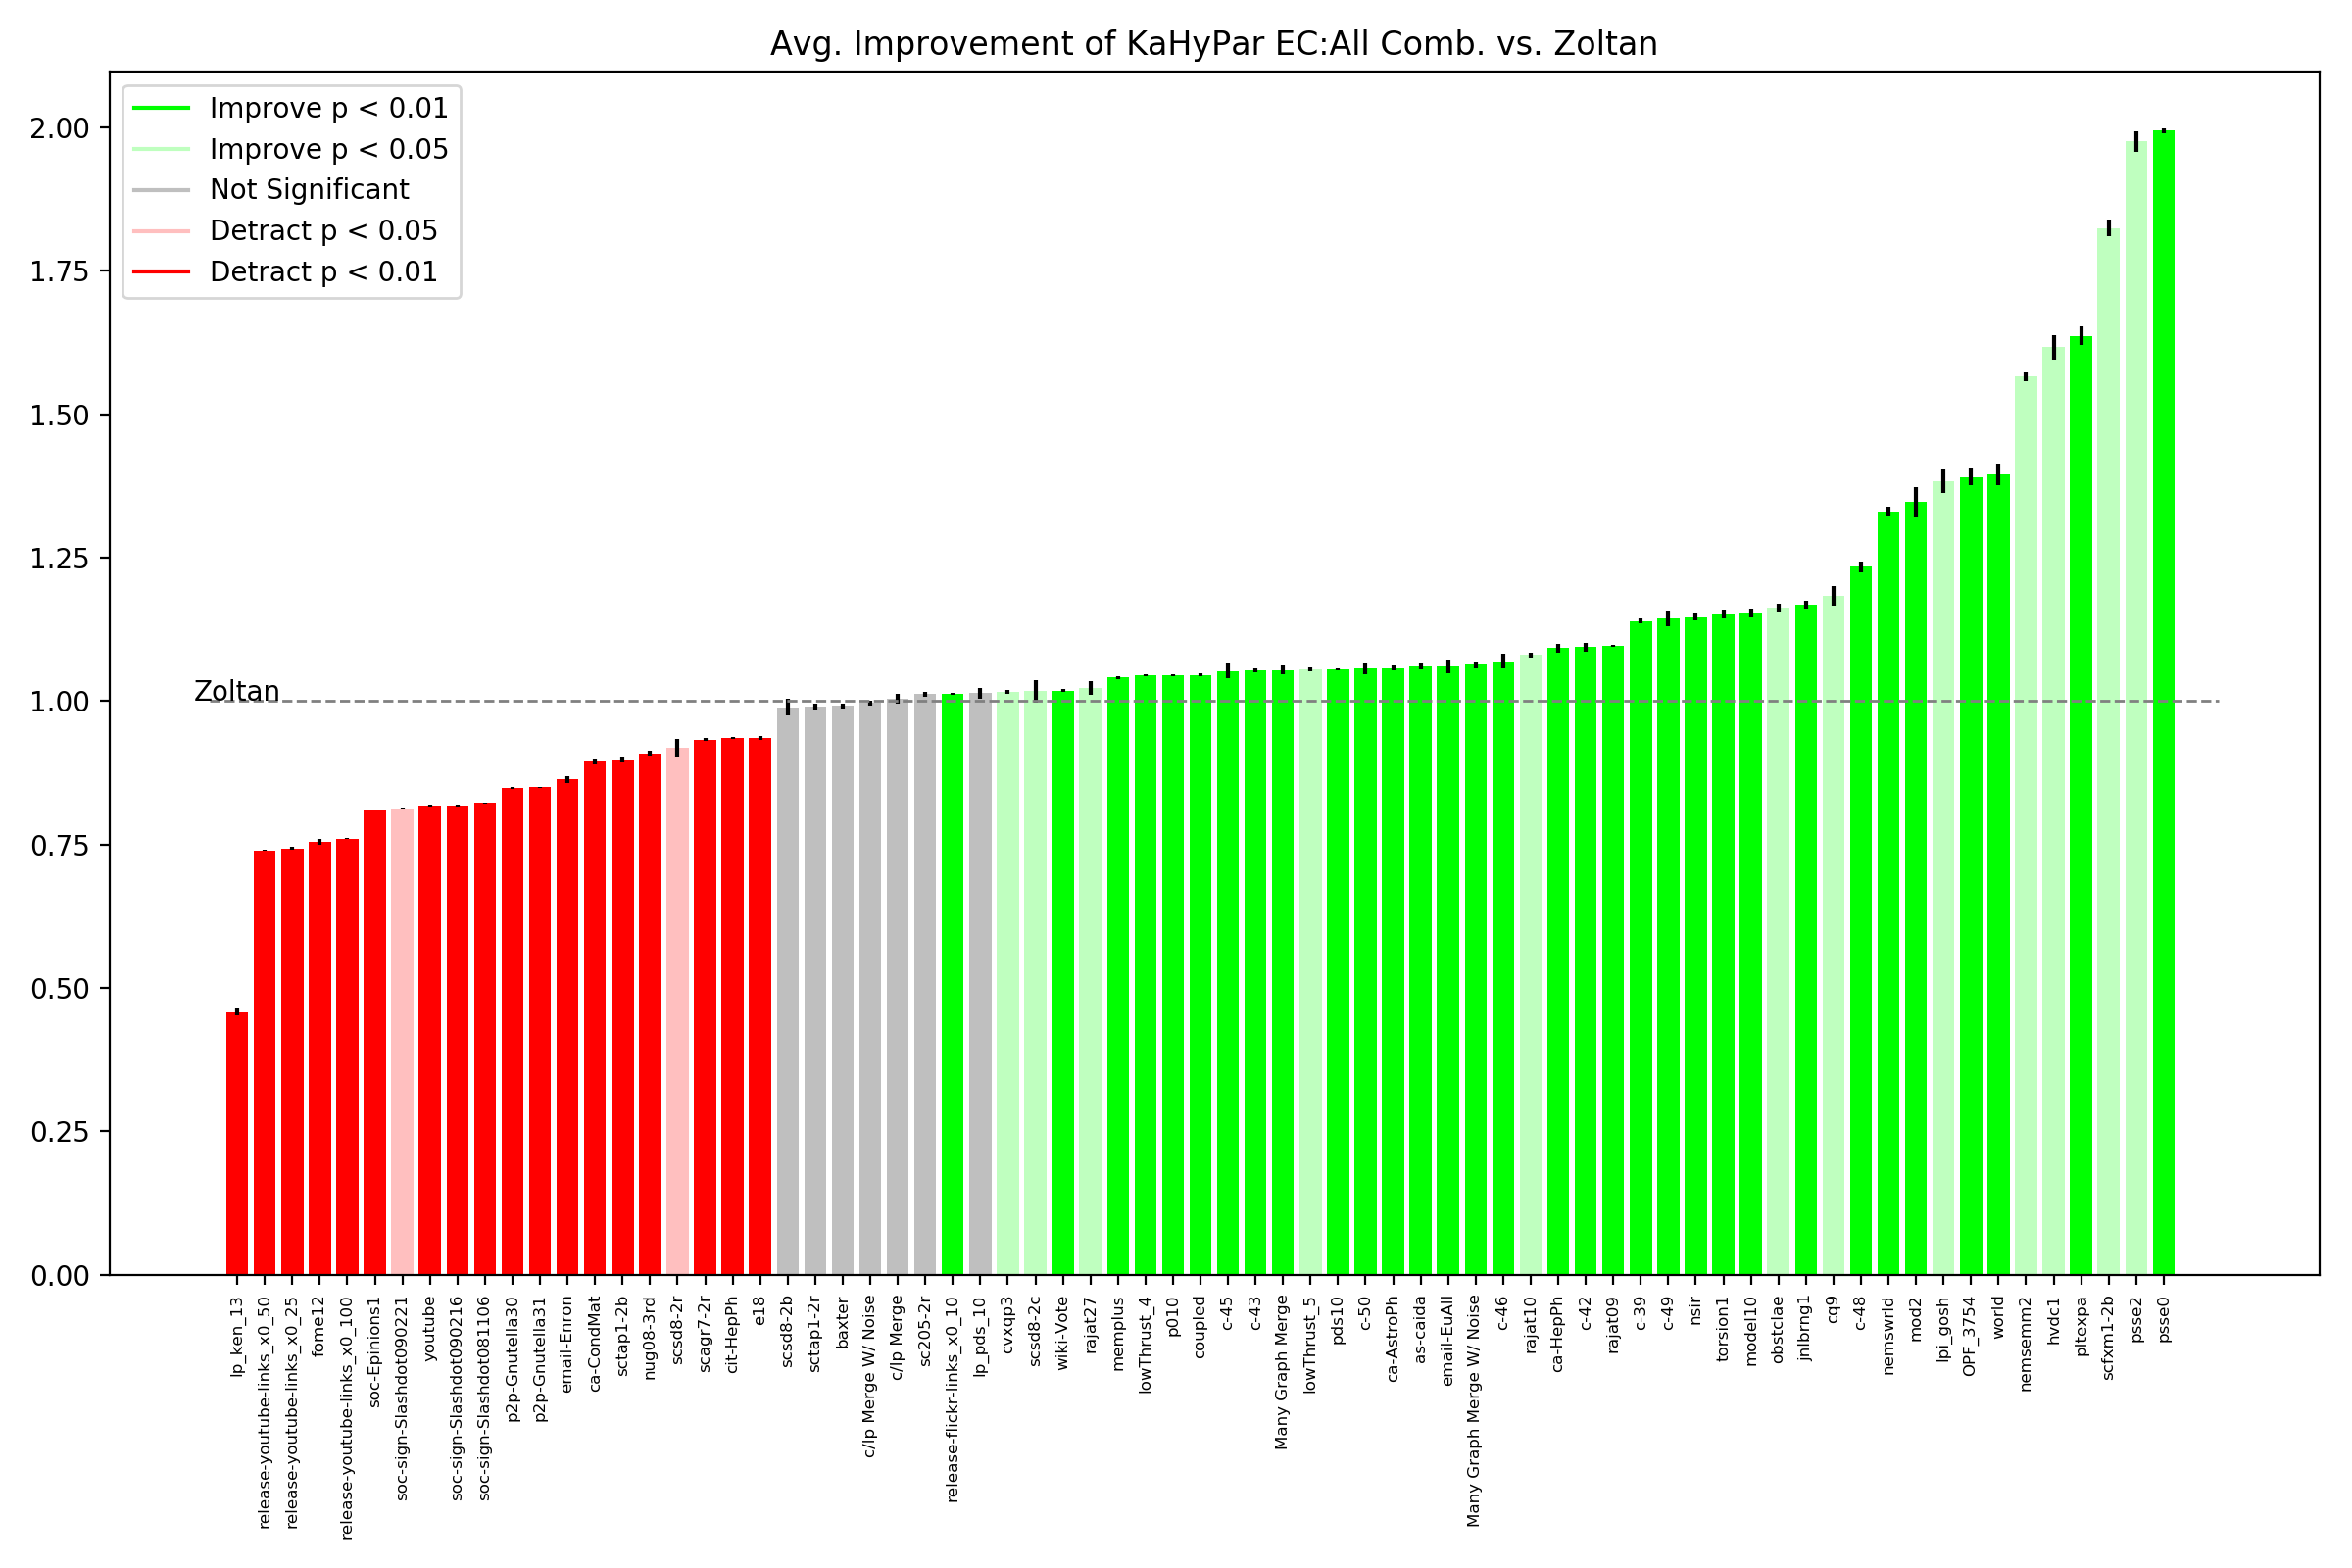 Avg. Improvement of KaHyPar EC:All Comb. vs. Zoltan
Improve p < 0.01
Improve p < 0.05
Not Significant
Detract p < 0.05
Detract p < 0.01
2.00
1.75
1.50
1.25
1.00
0.75
0.50
0.25
0.00
Zoltan
lp_ken_13
release-youtube-links_x0_50
release-youtube-links_x0_25
fome12
release-youtube-links_x0_100
soc-Epinions1
soc-sign-Slashdot090221
youtube
soc-sign-Slashdot090216
soc-sign-Slashdot081106
p2p-Gnutella30
p2p-Gnutella31
email-Enron
ca-CondMat
sctap1-2b
nug08-3rd
scsd8-2r
scagr7-2r
cit-HepPh
e18
scsd8-2b
sctap1-2r
baxter
c/lp Merge W/ Noise
c/lp Merge
sc205-2r
release-flickr-links_x0_10
lp_pds_10
cvxqp3
scsd8-2c
wiki-Vote
rajat27
memplus
lowThrust_4
p010
coupled
c-45
c-43
Many Graph Merge
lowThrust_5
pds10
c-50
ca-AstroPh
as-caida
email-EuAll
Many Graph Merge W/ Noise
c-46
rajat10
ca-HepPh
c-42
rajat09
c-39
c-49
nsir
torsion1
model10
obstclae
jnlbrng1
cq9
c-48
nemswrld
mod2
lpi_gosh
OPF_3754
world
nemsemm2
hvdc1
pltexpa
scfxm1-2b
psse2
psse0